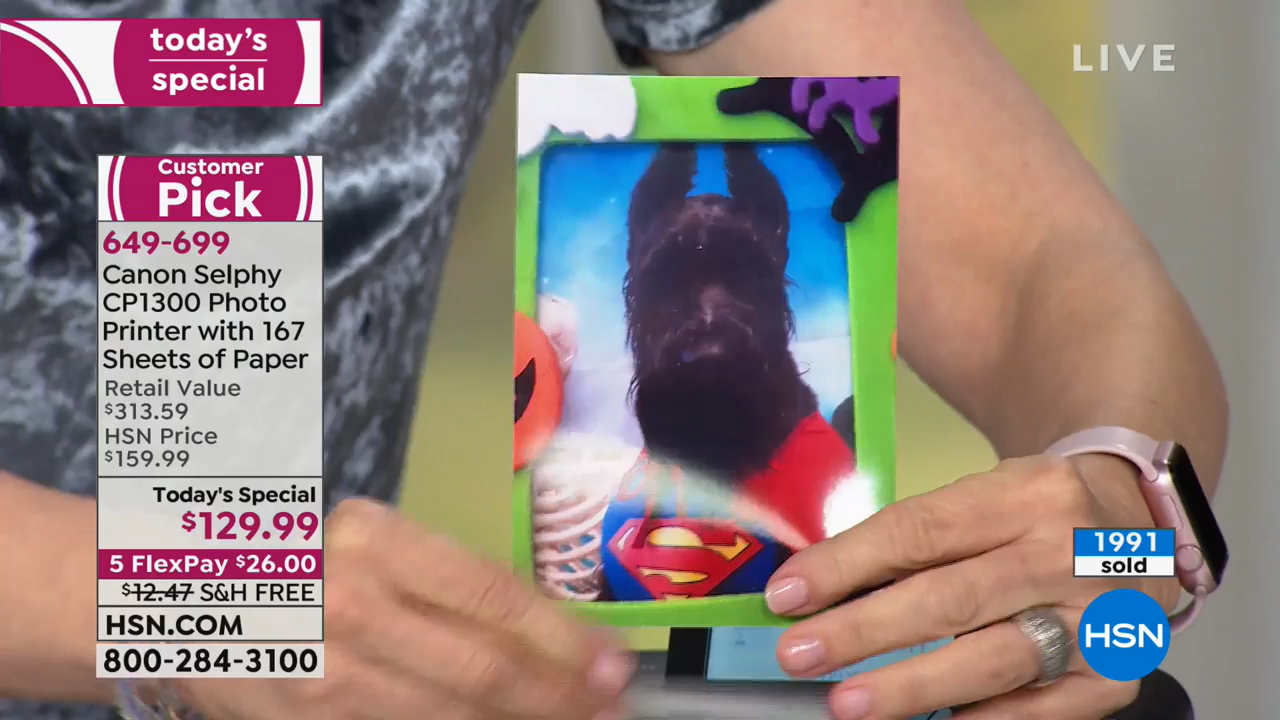 today's
special
LIVE
Customer
Pick
649-699
Canon Selphy
CP1300 Photo
Printer with 167
Sheets of Paper
Retail Value
$313.59
HSN Price
$159.99
Today's Special
$129.99
5 FlexPay $26.00
$12.47 S&H FREE
HSN.COM
800-284-3100
1991
sold
HSN
S